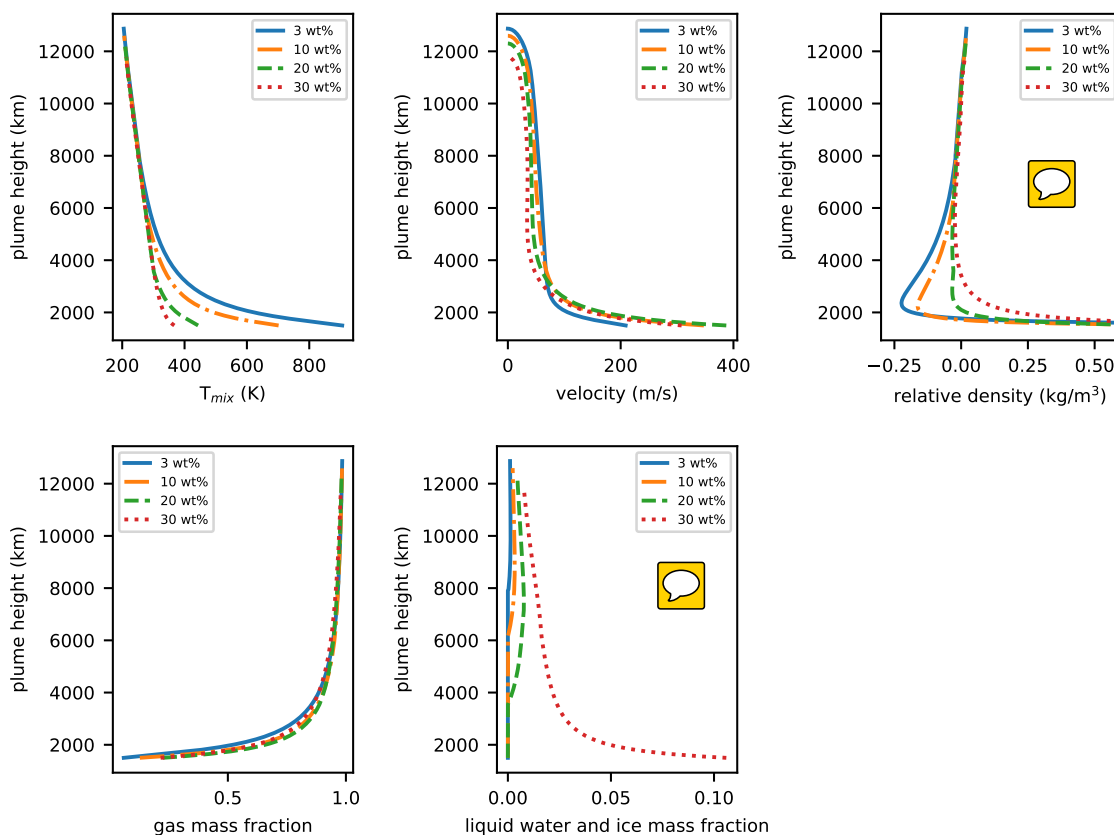 plume height (km)
12000
10000
8000
6000
4000
2000
200 400 600 800
T_mix (K)
3 wt%
10 wt%
20 wt%
30 wt%
plume height (km)
12000
10000
8000
6000
4000
2000
0 200 400
velocity (m/s)
3 wt%
10 wt%
20 wt%
30 wt%
plume height (km)
12000
10000
8000
6000
4000
2000
−0.25 0.00 0.25 0.50
relative density (kg/m³)
3 wt%
10 wt%
20 wt%
30 wt%
plume height (km)
12000
10000
8000
6000
4000
2000
0.5 1.0
gas mass fraction
3 wt%
10 wt%
20 wt%
30 wt%
plume height (km)
12000
10000
8000
6000
4000
2000
0.00 0.05 0.10
liquid water and ice mass fraction
3 wt%
10 wt%
20 wt%
30 wt%